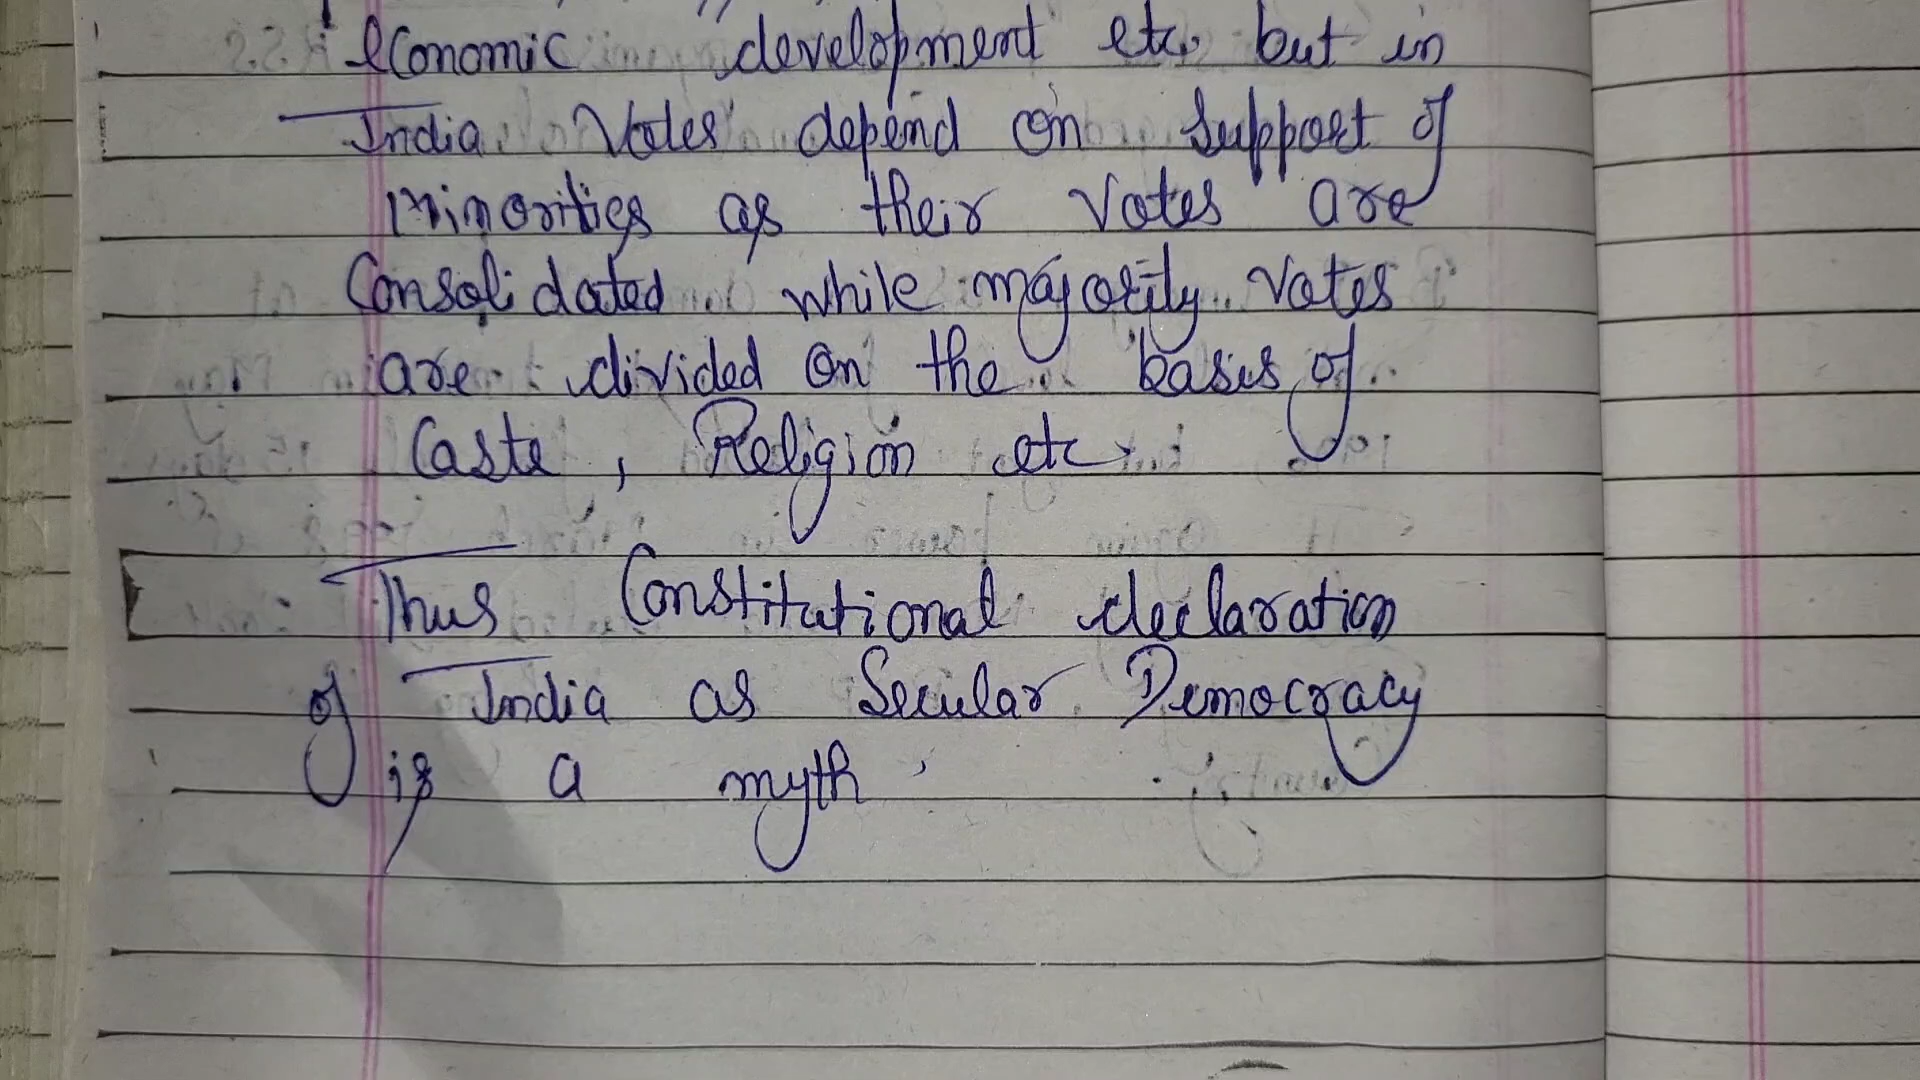 economic development etc. but in
India Votes depend on support of
minorities as their votes are
Consolidated while majority votes
are divided on the basis of
Caste, Religion etc.
Thus Constitutional declaration
of India as Secular Democracy
is a myth.